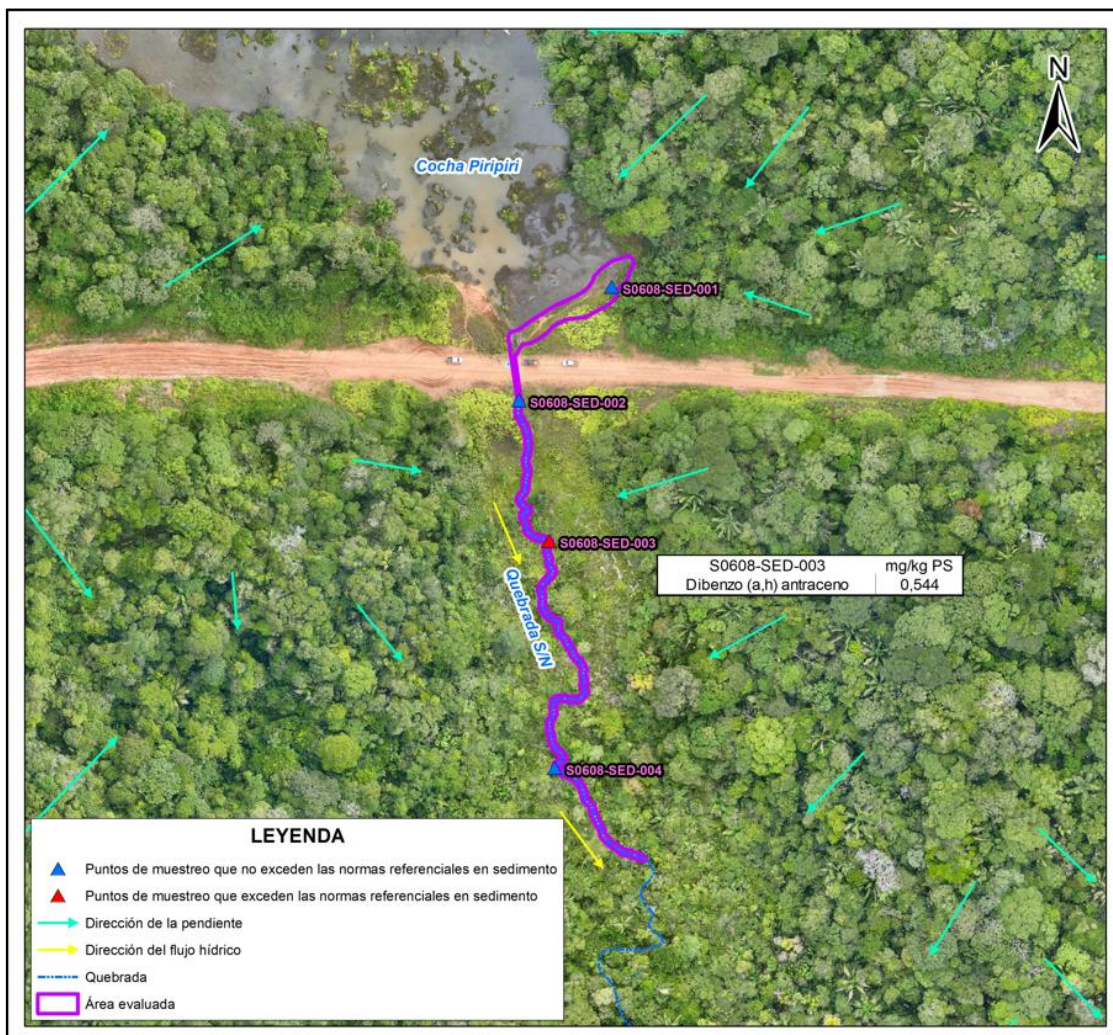 N
Cocha Piripiri
S0608-SED-001
S0608-SED-002
S0608-SED-003
S0608-SED-003 mg/kg PS
Dibenzo (a,h) antraceno 0,544
Quebrada S/N
S0608-SED-004
LEYENDA
Puntos de muestreo que no exceden las normas referenciales en sedimento
Puntos de muestreo que exceden las normas referenciales en sedimento
Dirección de la pendiente
Dirección del flujo hídrico
Quebrada
Área evaluada